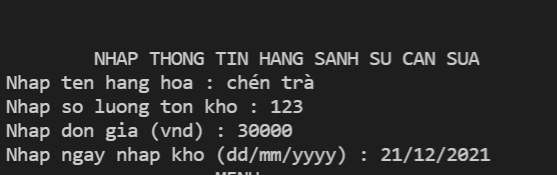 NHAP THONG TIN HANG SANH SU CAN SUA
Nhap ten hang hoa : chén trà
Nhap so luong ton kho : 123
Nhap don gia (vnd) : 30000
Nhap ngay nhap kho (dd/mm/yyyy) : 21/12/2021
MENU